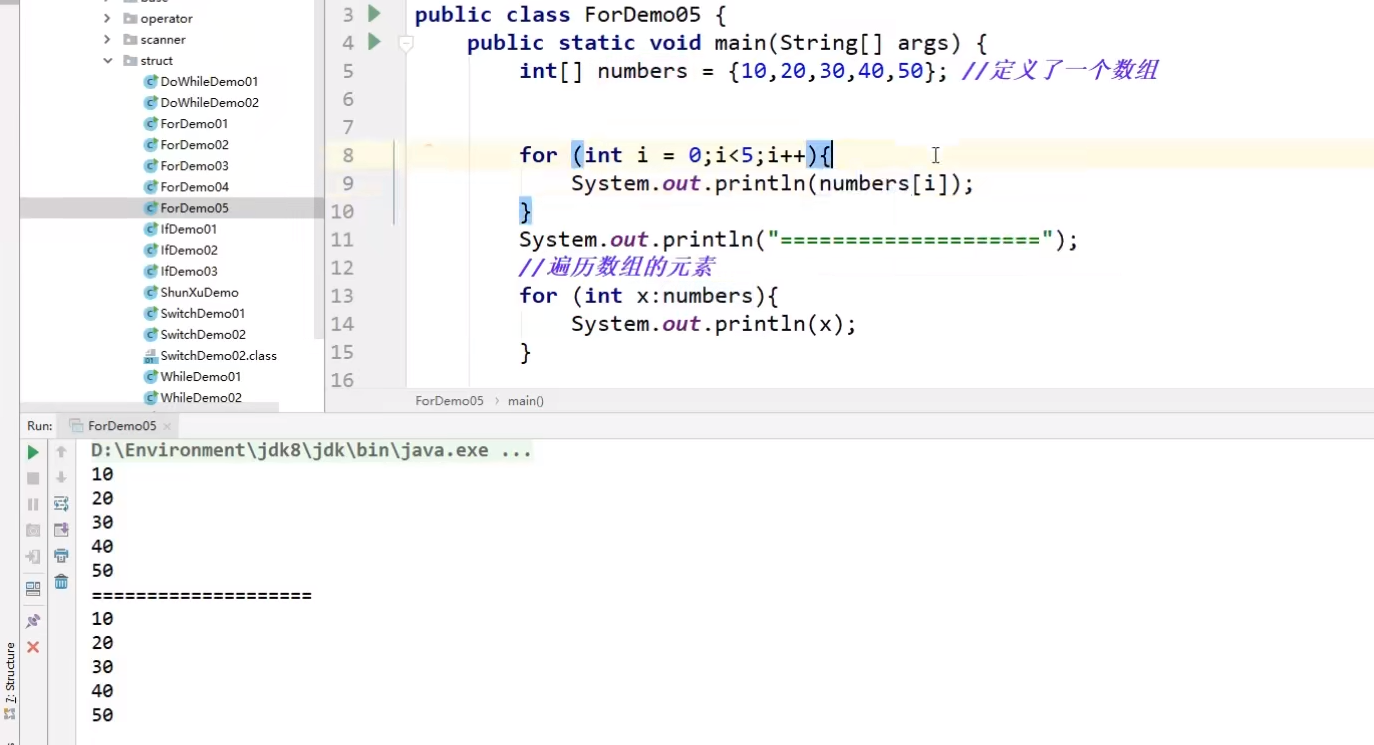 operator
scanner
struct
DoWhileDemo01
DoWhileDemo02
ForDemo01
ForDemo02
ForDemo03
ForDemo04
ForDemo05
IfDemo01
IfDemo02
IfDemo03
ShunXuDemo
SwitchDemo01
SwitchDemo02
SwitchDemo02.class
WhileDemo01
WhileDemo02
3 public class ForDemo05 {
4 public static void main(String[] args) {
5 int[] numbers = {10,20,30,40,50}; //定义了一个数组
6
7
8 for (int i = 0;i<5;i++){
9 System.out.println(numbers[i]);
10 }
11 System.out.println("====================");
12 //遍历数组的元素
13 for (int x:numbers){
14 System.out.println(x);
15 }
16
ForDemo05 › main()
Run: ForDemo05
D:\Environment\jdk8\jdk\bin\java.exe ...
10
20
30
40
50
====================
10
20
30
40
50
7: Structure